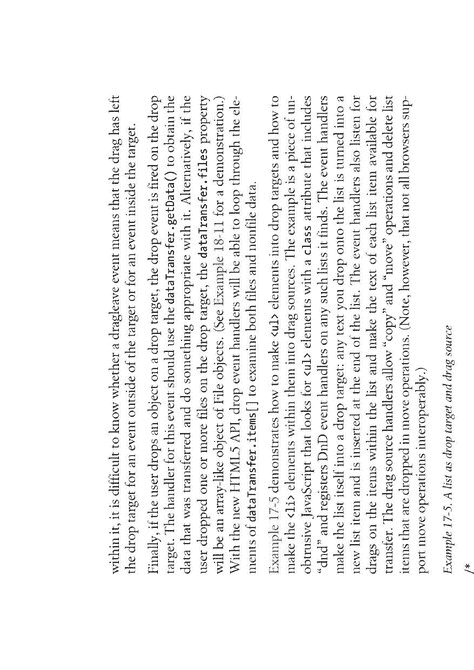 within it, it is difficult to know whether a dragleave event means that the drag has left
the drop target for an event outside of the target or for an event inside the target.
Finally, if the user drops an object on a drop target, the drop event is fired on the drop
target. The handler for this event should use the dataTransfer.getData() to obtain the
data that was transferred and do something appropriate with it. Alternatively, if the
user dropped one or more files on the drop target, the dataTransfer.files property
will be an array-like object of File objects. (See Example 18-11 for a demonstration.)
With the new HTML5 API, drop event handlers will be able to loop through the ele-
ments of dataTransfer.items[] to examine both files and nonfile data.
Example 17-5 demonstrates how to make <ul> elements into drop targets and how to
make the <li> elements within them into drag sources. The example is a piece of un-
obtrusive JavaScript that looks for <ul> elements with a class attribute that includes
"dnd" and registers DnD event handlers on any such lists it finds. The event handlers
make the list itself into a drop target: any text you drop onto the list is turned into a
new list item and is inserted at the end of the list. The event handlers also listen for
drags on the items within the list and make the text of each list item available for
transfer. The drag source handlers allow "copy" and "move" operations and delete list
items that are dropped in move operations. (Note, however, that not all browsers sup-
port move operations interoperably.)
Example 17-5. A list as drop target and drag source
/*